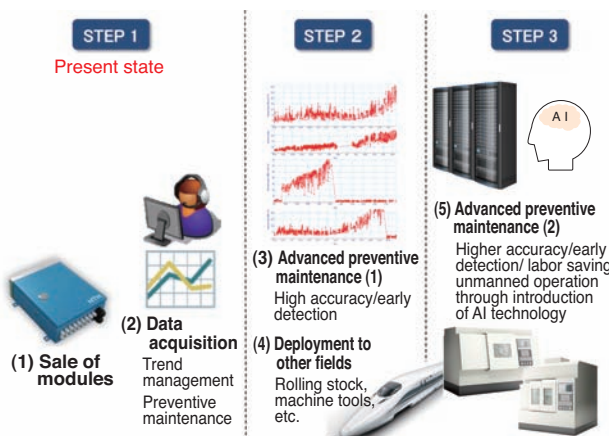 STEP 1
Present state
(1) Sale of
modules
(2) Data
acquisition
Trend
management
Preventive
maintenance
STEP 2
(3) Advanced preventive
maintenance (1)
High accuracy/early
detection
(4) Deployment to
other fields
Rolling stock,
machine tools,
etc.
STEP 3
A I
(5) Advanced preventive
maintenance (2)
Higher accuracy/early
detection/ labor saving
unmanned operation
through introduction
of AI technology